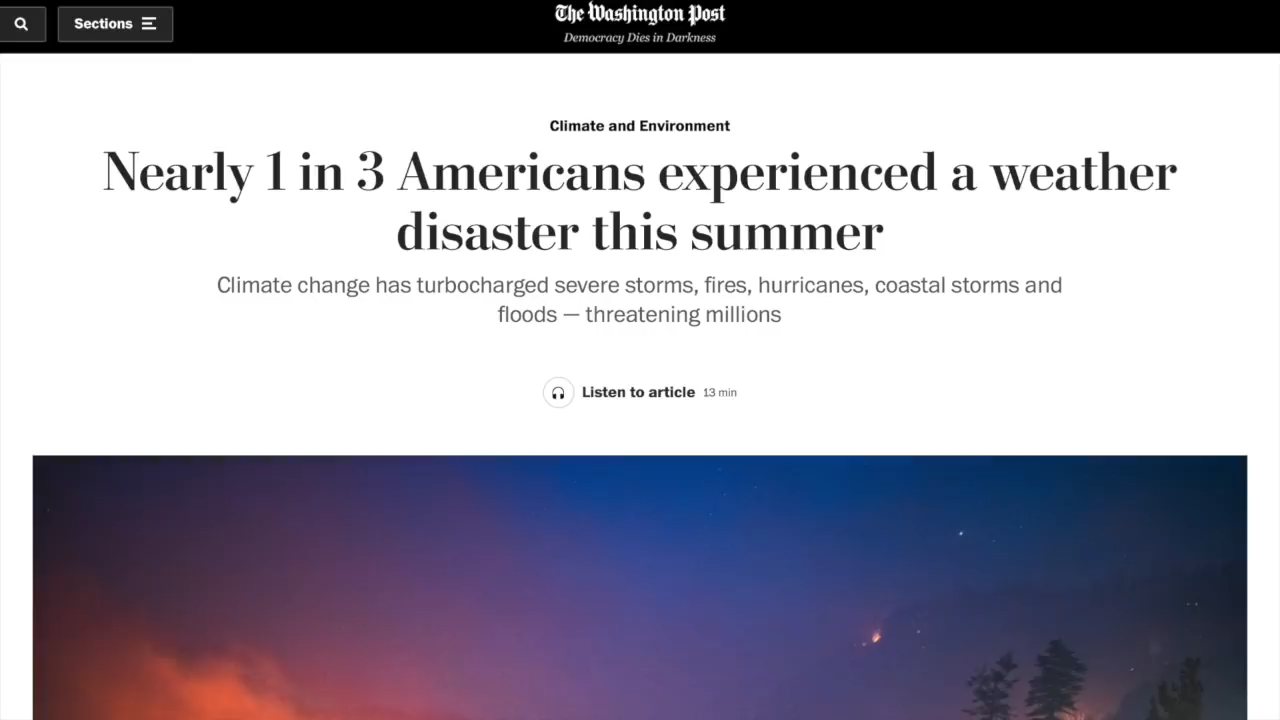 Sections
The Washington Post
Democracy Dies in Darkness
Climate and Environment
Nearly 1 in 3 Americans experienced a weather
disaster this summer
Climate change has turbocharged severe storms, fires, hurricanes, coastal storms and
floods — threatening millions
Listen to article 13 min